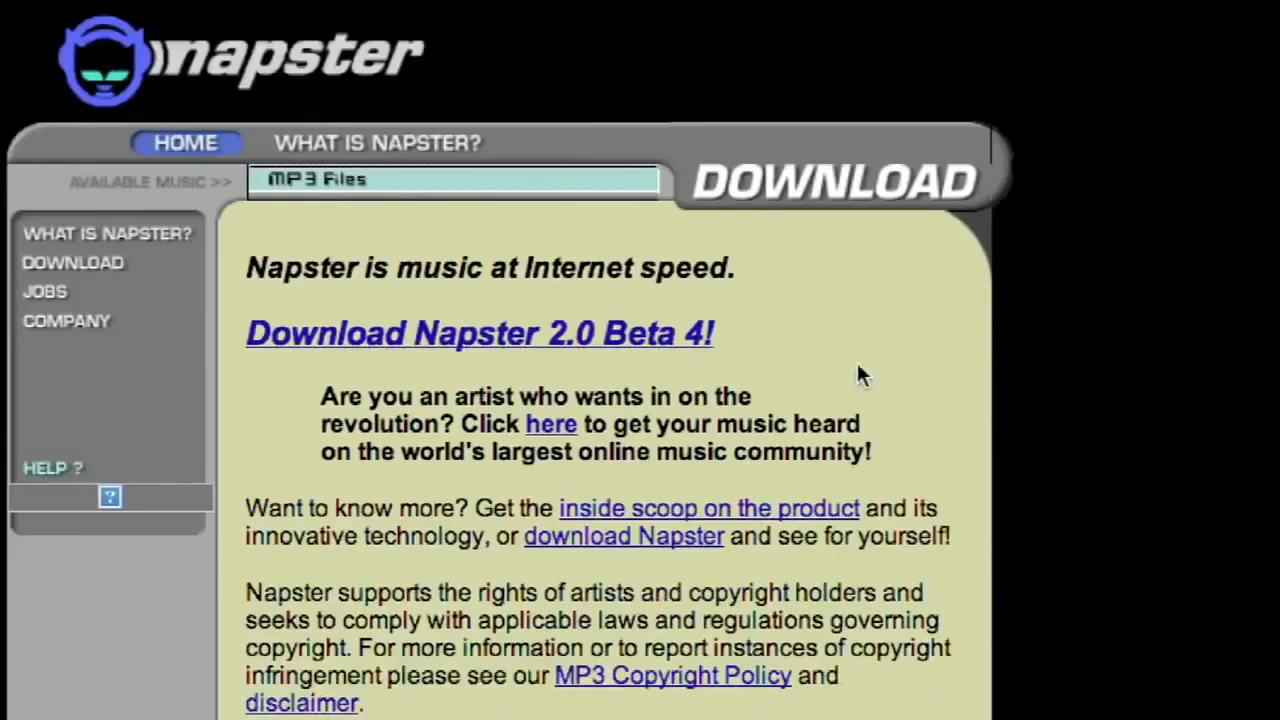 napster
HOME WHAT IS NAPSTER?
AVAILABLE MUSIC >> MP3 Files DOWNLOAD
WHAT IS NAPSTER?
DOWNLOAD
JOBS
COMPANY
HELP ?
?
Napster is music at Internet speed.
Download Napster 2.0 Beta 4!
Are you an artist who wants in on the
revolution? Click here to get your music heard
on the world's largest online music community!
Want to know more? Get the inside scoop on the product and its
innovative technology, or download Napster and see for yourself!
Napster supports the rights of artists and copyright holders and
seeks to comply with applicable laws and regulations governing
copyright. For more information or to report instances of copyright
infringement please see our MP3 Copyright Policy and
disclaimer.